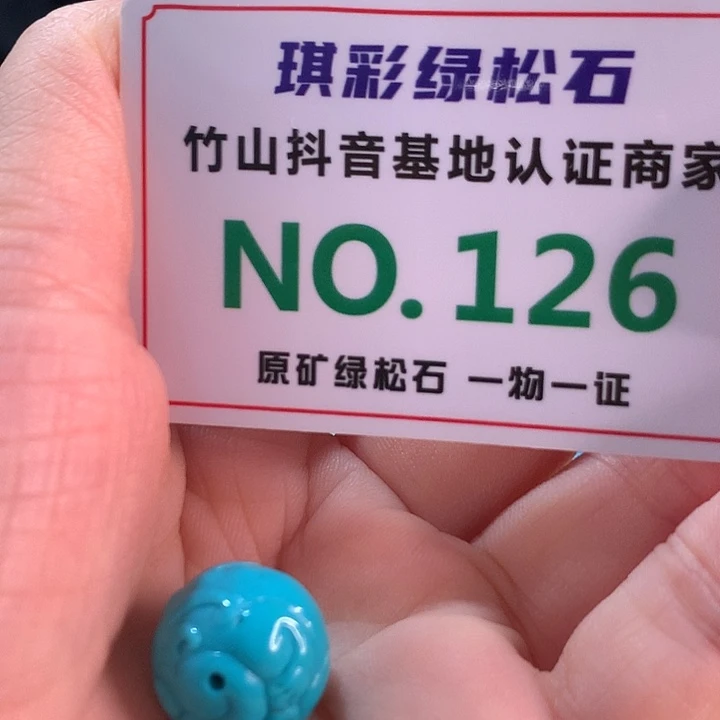 琪彩绿松石
竹山抖音基地认证商家
NO.126
原矿绿松石 一物一证